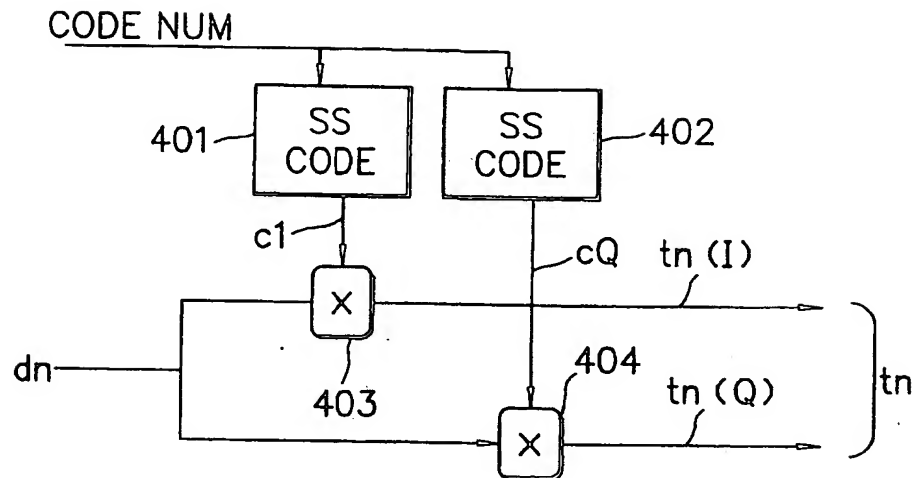 CODE NUM
401
SS
CODE
SS
CODE
402
c1
cQ
tn (I)
X
403
dn
404
tn (Q)
tn
X